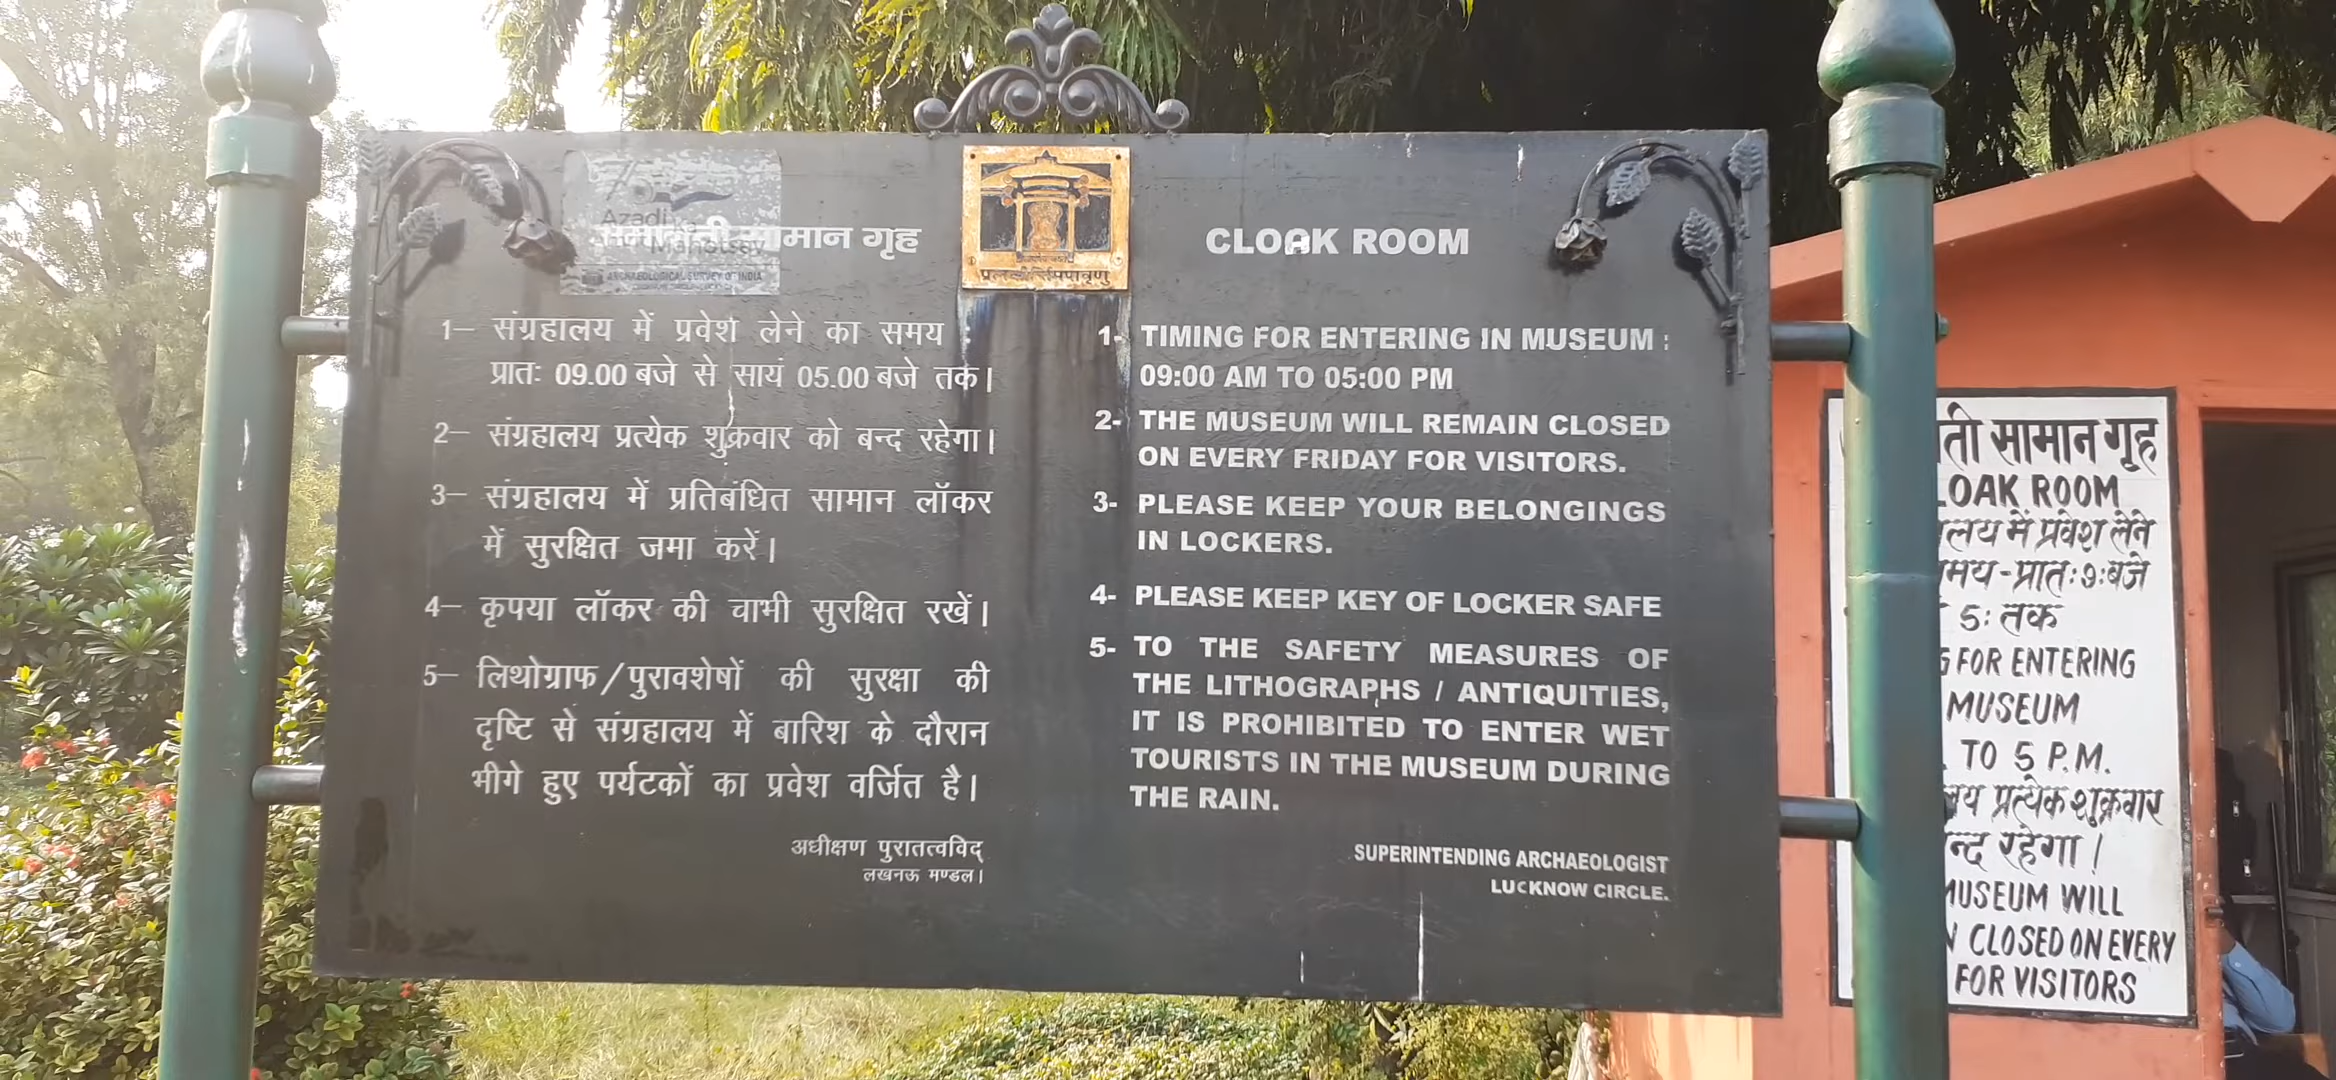 Azadi
Ka
Amrit Mahotsav
ARCHAEOLOGICAL SURVEY OF INDIA
सामान गृह
प्रत्नकीर्तिमपावृणु
1– संग्रहालय में प्रवेश लेने का समय :
प्रातः 09.00 बजे से सायं 05.00 बजे तक।
2– संग्रहालय प्रत्येक शुक्रवार को बन्द रहेगा।
3– संग्रहालय में प्रतिबंधित सामान लॉकर
में सुरक्षित जमा करें।
4– कृपया लॉकर की चाभी सुरक्षित रखें।
5– लिथोग्राफ/पुरावशेषों की सुरक्षा की
दृष्टि से संग्रहालय में बारिश के दौरान
भीगे हुए पर्यटकों का प्रवेश वर्जित है।
अधीक्षण पुरातत्वविद्
लखनऊ मण्डल।
CLOAK ROOM
1- TIMING FOR ENTERING IN MUSEUM :
09:00 AM TO 05:00 PM
2- THE MUSEUM WILL REMAIN CLOSED
ON EVERY FRIDAY FOR VISITORS.
3- PLEASE KEEP YOUR BELONGINGS
IN LOCKERS.
4- PLEASE KEEP KEY OF LOCKER SAFE
5- TO THE SAFETY MEASURES OF
THE LITHOGRAPHS / ANTIQUITIES,
IT IS PROHIBITED TO ENTER WET
TOURISTS IN THE MUSEUM DURING
THE RAIN.
SUPERINTENDING ARCHAEOLOGIST
LUCKNOW CIRCLE.
ती सामान गृह
LOAK ROOM
लय में प्रवेश लेने
मय-प्रातः9:बजे
5: तक
G FOR ENTERING
MUSEUM
TO 5 P.M.
य प्रत्येक शुक्रवार
न्द रहेगा।
MUSEUM WILL
N CLOSED ON EVERY
FOR VISITORS